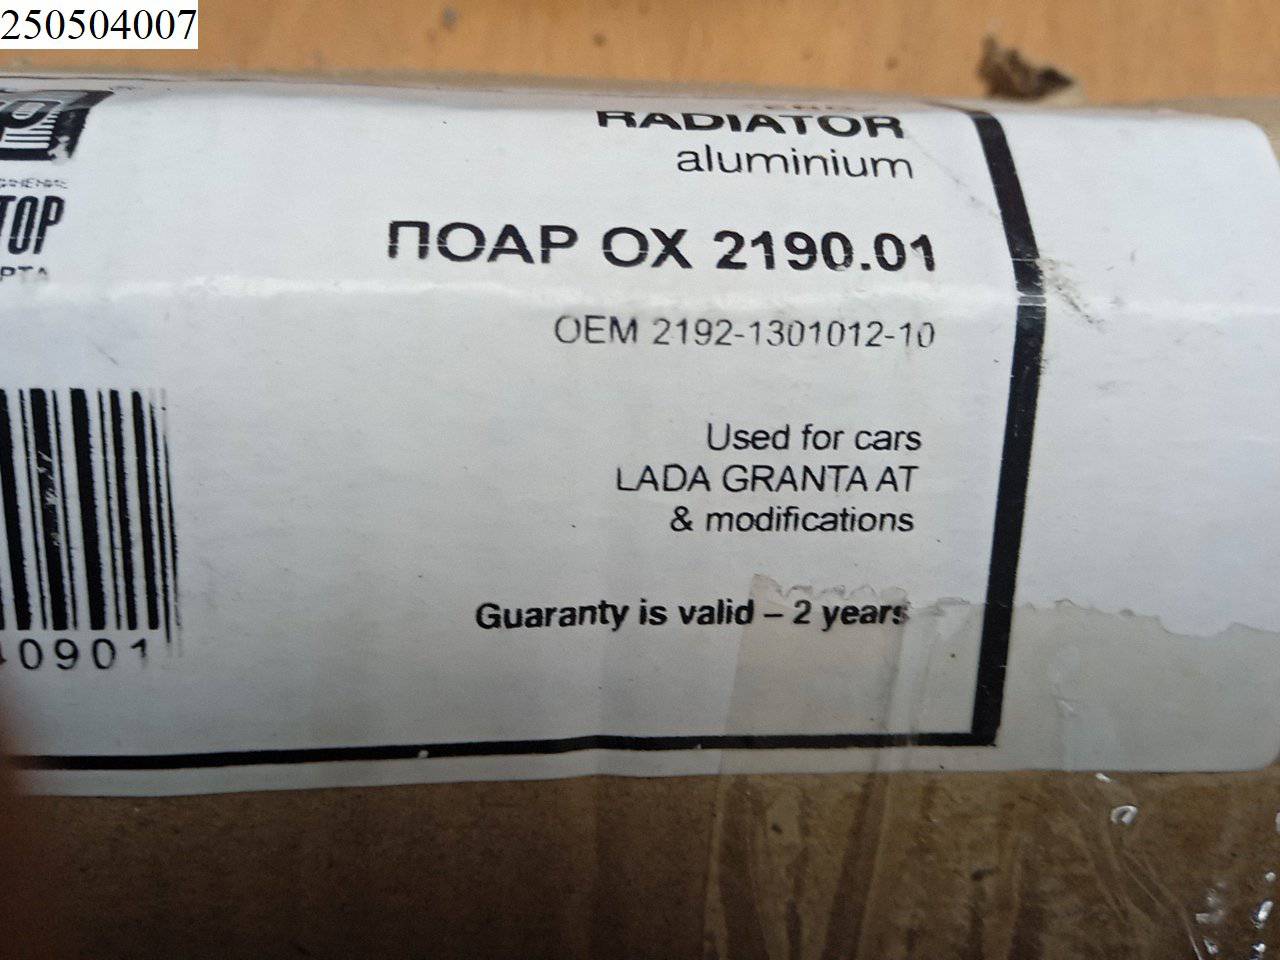 250504007
RADIATOR
aluminium
ТОР
ПОАР ОХ 2190.01
OEM 2192-1301012-10
Used for cars
LADA GRANTA AT
& modifications
Guaranty is valid – 2 years
0901